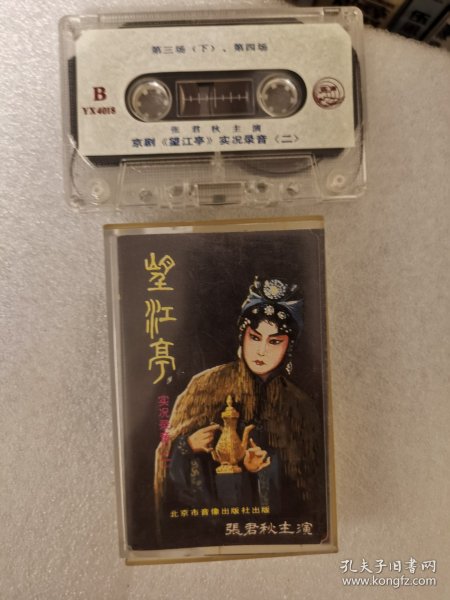 第三场(下)、第四场
B
YX4018
张君秋主演
京剧《望江亭》实况录音〈二〉
望江亭
实况录音
北京市音像出版社出版
張君秋主演
孔夫子旧书网
www.kongfz.com